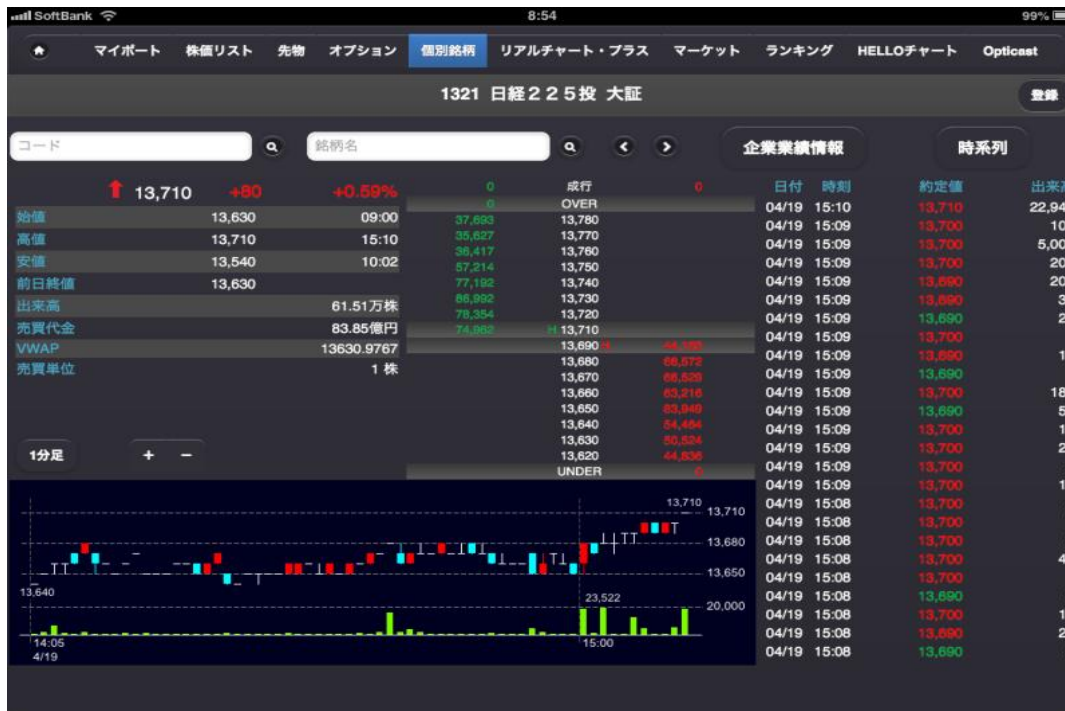 SoftBank 8:54 99%
マイポート 株価リスト 先物 オプション 個別銘柄 リアルチャート・プラス マーケット ランキング HELLOチャート Opticast
1321 日経225投 大証 登録
コード 銘柄名 企業業績情報 時系列
13,710 +80 +0.59%
始値 13,630 09:00
高値 13,710 15:10
安値 13,540 10:02
前日終値 13,630
出来高 61.51万株
売買代金 83.85億円
VWAP 13630.9767
売買単位 1 株
1分足 + -
0 成行 0
0 OVER
37,693 13,780
35,627 13,770
36,417 13,760
57,214 13,750
77,192 13,740
86,992 13,730
78,354 13,720
74,962 H 13,710
13,690 H
13,680 66,572
13,670 66,529
13,660 63,216
13,650 83,949
13,640 54,464
13,630 50,524
13,620 44,836
UNDER 0
日付 時刻 約定値
04/19 15:10 13,710
04/19 15:09 13,700
04/19 15:09 13,700
04/19 15:09 13,700
04/19 15:09 13,690
04/19 15:09 13,690
04/19 15:09 13,690
04/19 15:09 13,700
04/19 15:09 13,690
04/19 15:09 13,690
04/19 15:09 13,700
04/19 15:09 13,690
04/19 15:09 13,700
04/19 15:09 13,700
04/19 15:09 13,700
04/19 15:09 13,700
04/19 15:08 13,700
04/19 15:08 13,700
04/19 15:08 13,700
04/19 15:08 13,700
04/19 15:08 13,700
04/19 15:08 13,690
04/19 15:08 13,700
04/19 15:08 13,690
04/19 15:08 13,690
13,710 13,710
13,680
13,650
13,640
23,522
20,000
14:05 15:00
4/19